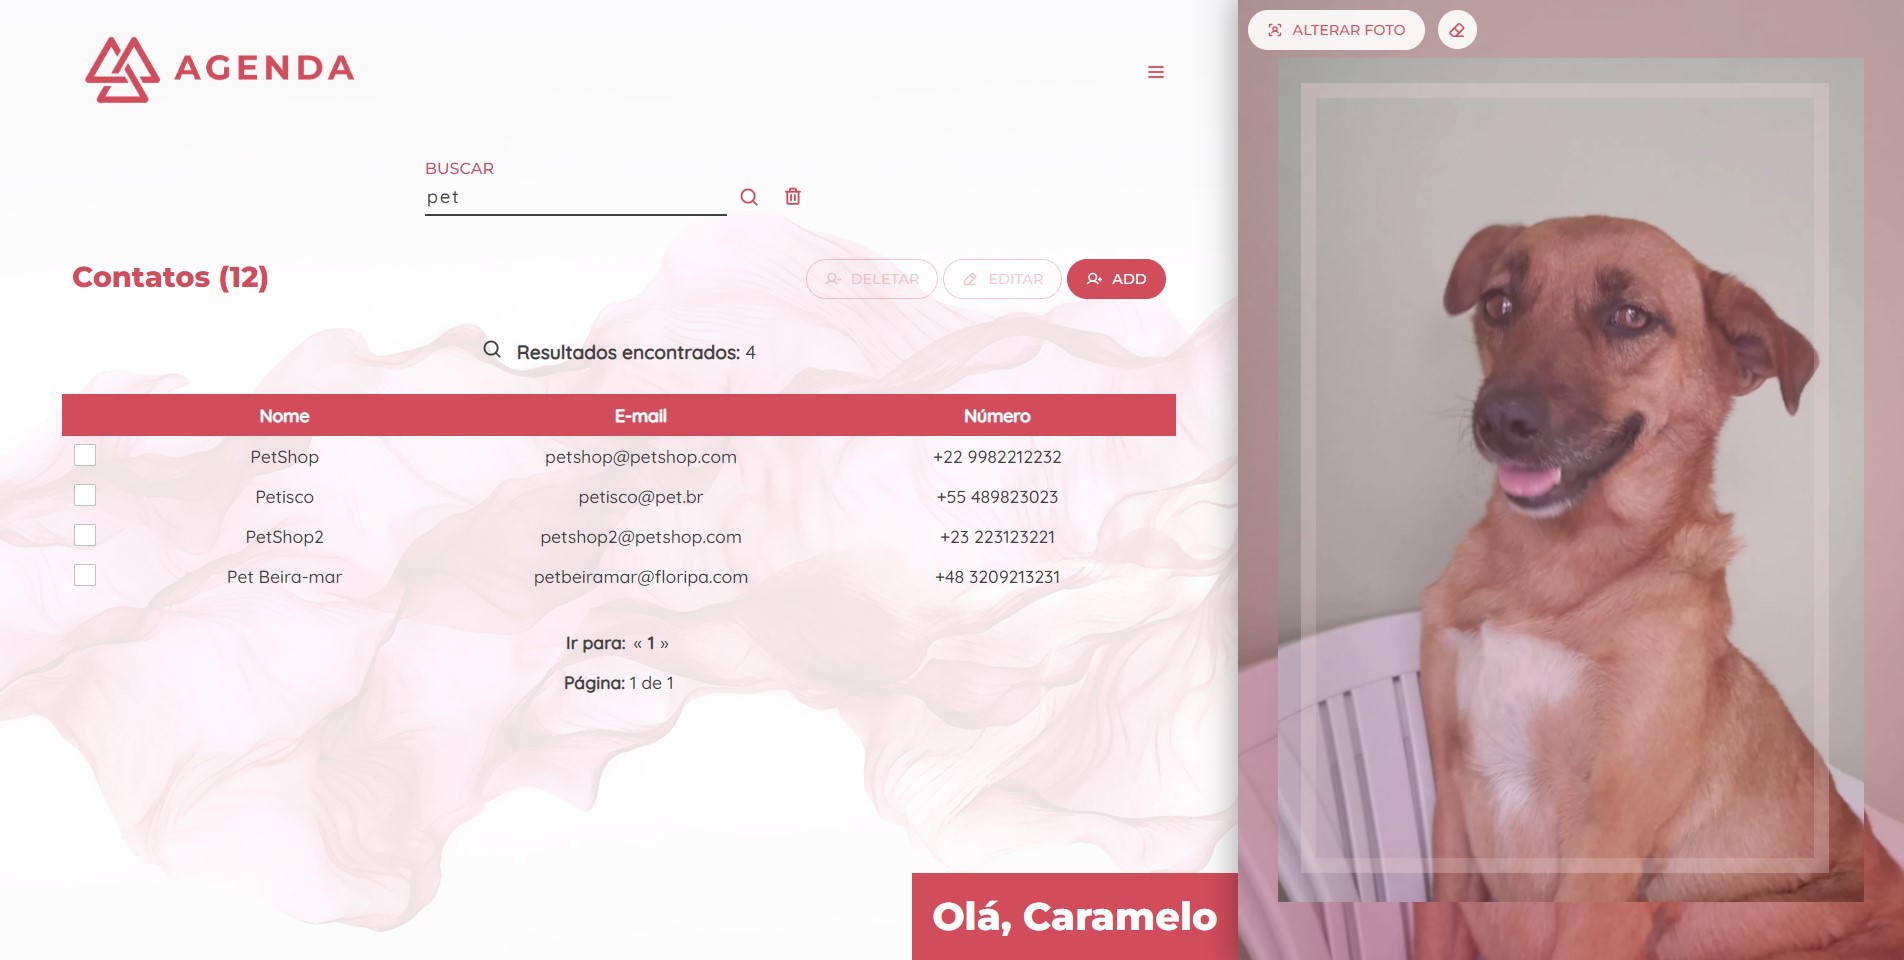 AGENDA
BUSCAR
pet
Contatos (12)
DELETAR
EDITAR
ADD
Resultados encontrados: 4
Nome E-mail Número
PetShop petshop@petshop.com +22 9982212232
Petisco petisco@pet.br +55 489823023
PetShop2 petshop2@petshop.com +23 223123221
Pet Beira-mar petbeiramar@floripa.com +48 3209213231
Ir para: « 1 »
Página: 1 de 1
Olá, Caramelo
ALTERAR FOTO